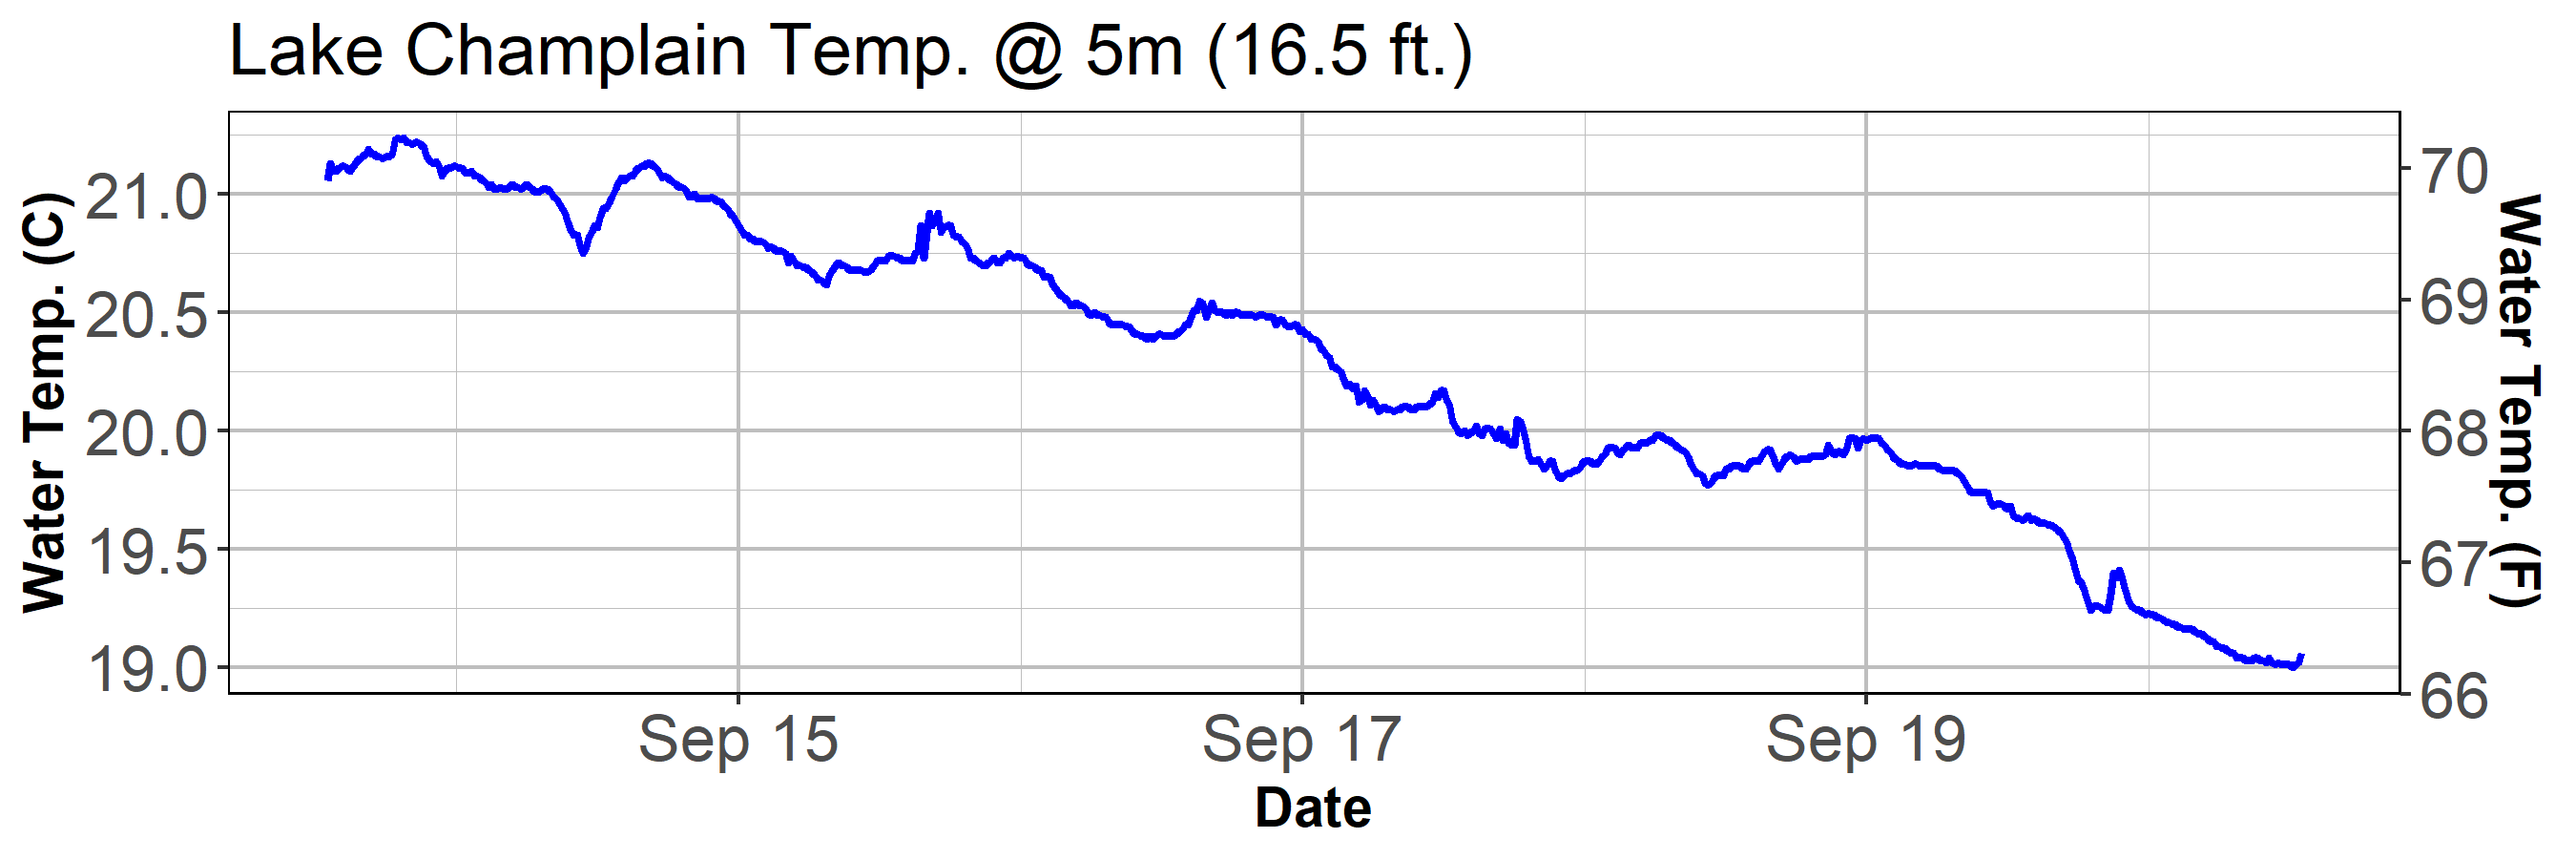 Lake Champlain Temp. @ 5m (16.5 ft.)
Water Temp. (C)
21.0
20.5
20.0
19.5
19.0
70
69
68
67
66
Water Temp. (F)
Sep 15
Sep 17
Sep 19
Date